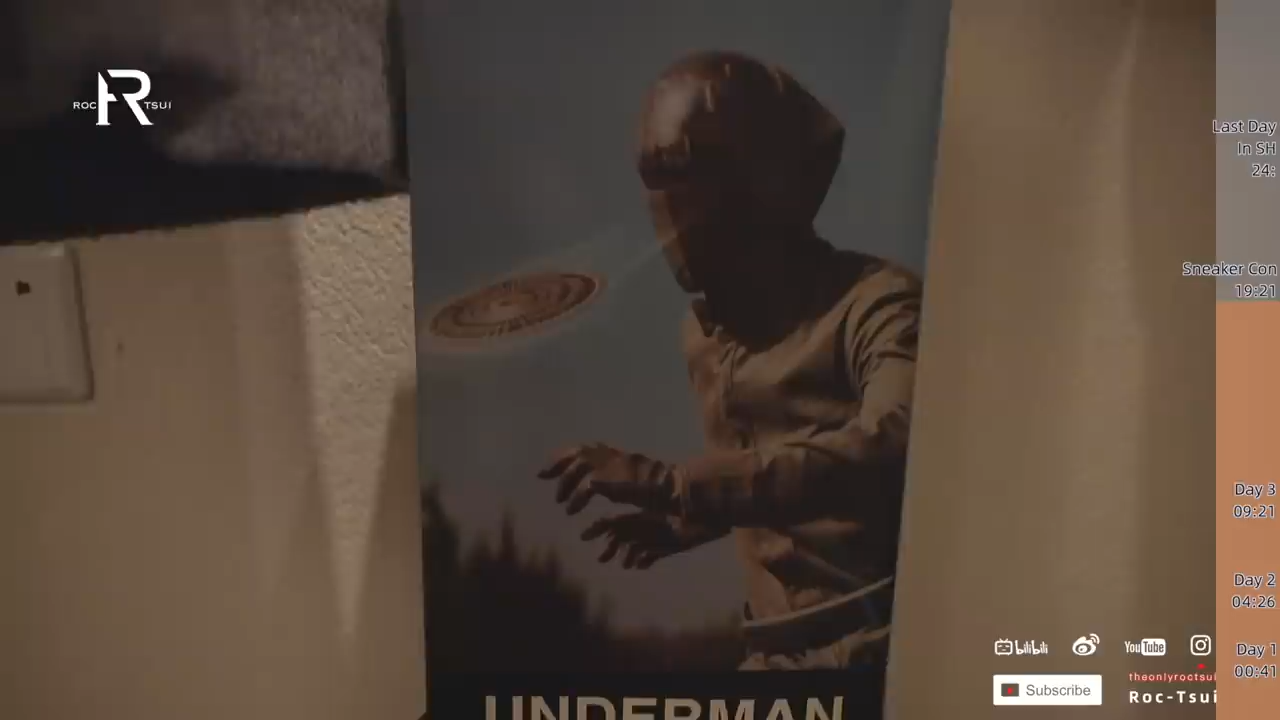 ROC R TSUI
Last Day
In SH
24:
Sneaker Con
19:21
Day 3
09:21
Day 2
04:26
Day 1
00:41
bilibili
YouTube
Subscribe
theonlyroctsui
Roc-Tsui
UNDERMAN